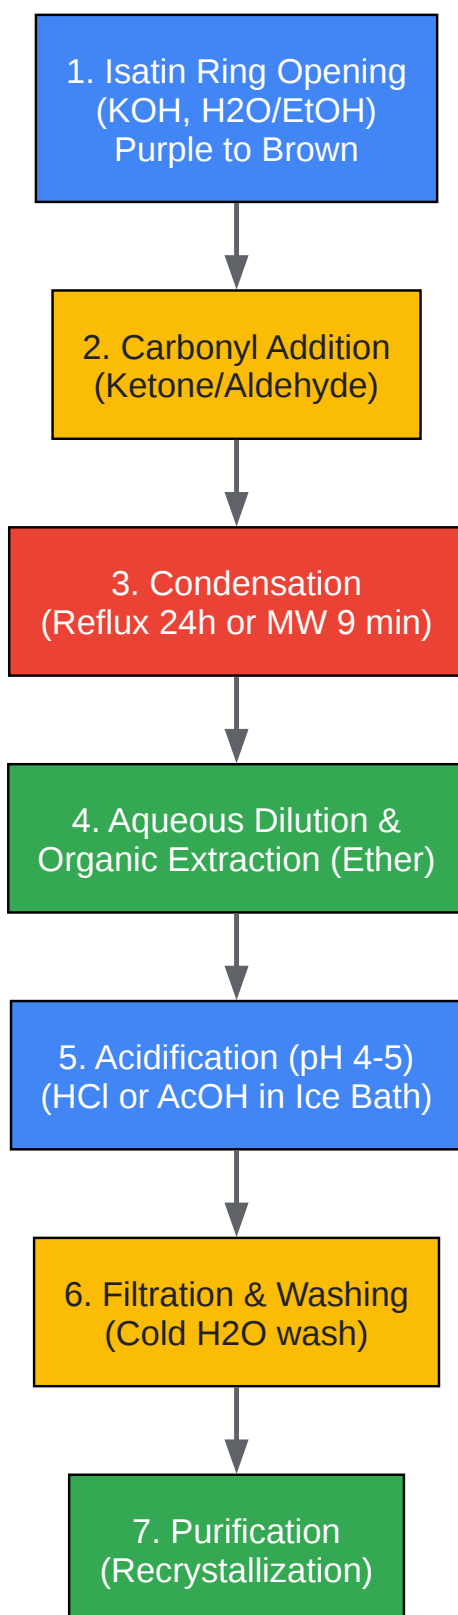 1. Isatin Ring Opening
(KOH, H2O/EtOH)
Purple to Brown
2. Carbonyl Addition
(Ketone/Aldehyde)
3. Condensation
(Reflux 24h or MW 9 min)
4. Aqueous Dilution &
Organic Extraction (Ether)
5. Acidification (pH 4-5)
(HCl or AcOH in Ice Bath)
6. Filtration & Washing
(Cold H2O wash)
7. Purification
(Recrystallization)